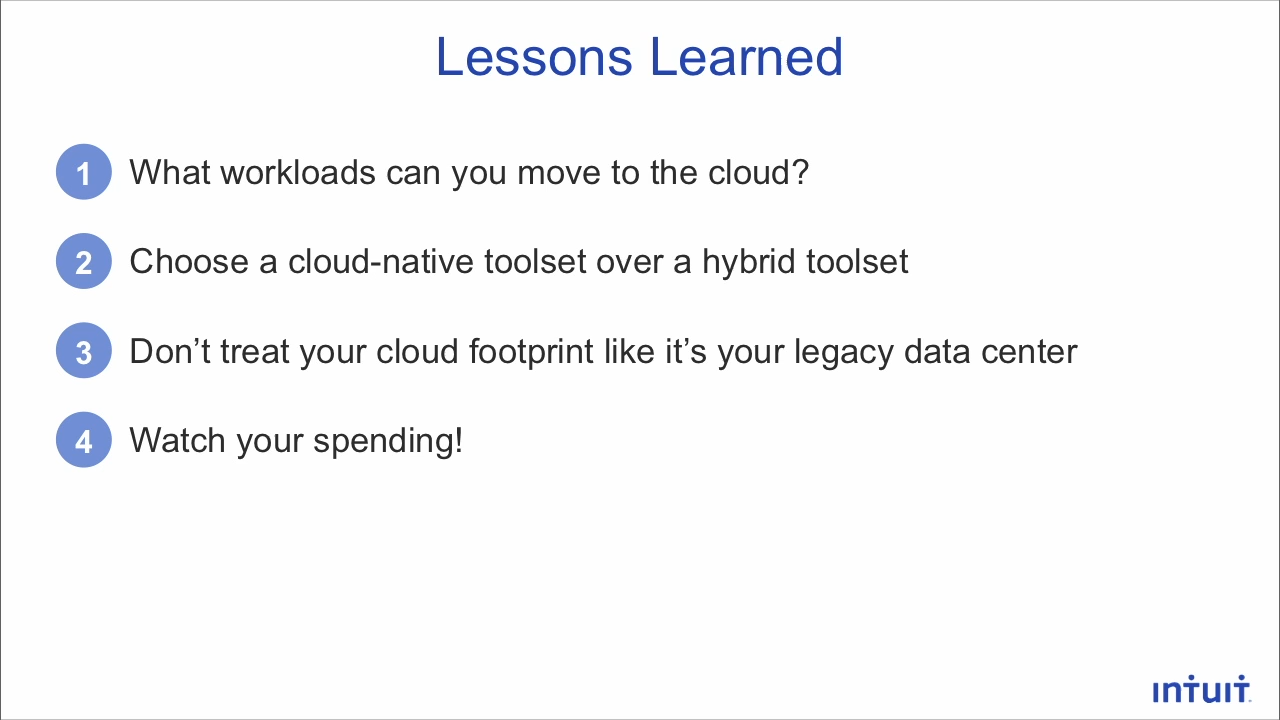 Lessons Learned
1 What workloads can you move to the cloud?
2 Choose a cloud-native toolset over a hybrid toolset
3 Don’t treat your cloud footprint like it’s your legacy data center
4 Watch your spending!
intuit